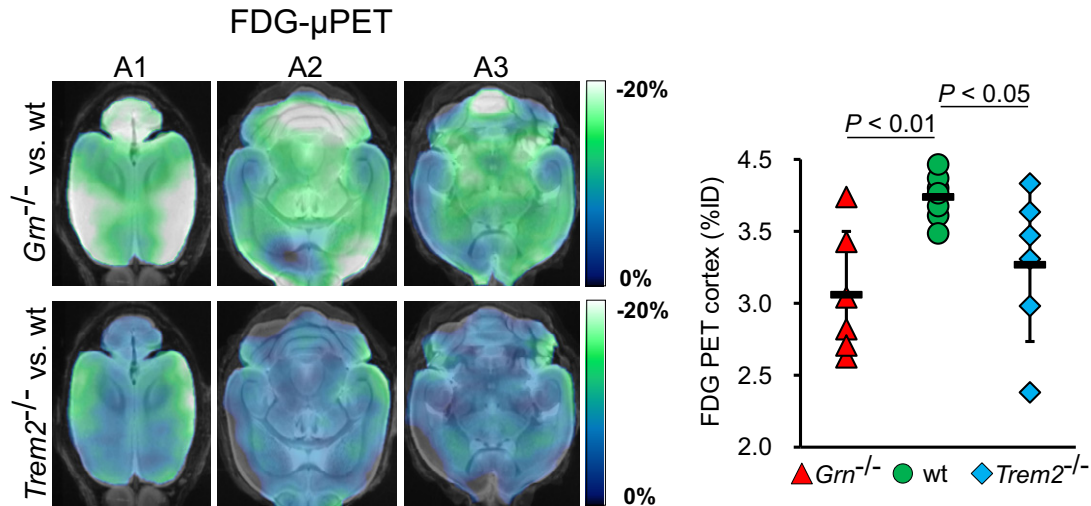 FDG-µPET
A1 A2 A3
Grn-/- vs. wt
-20%
0%
Trem2-/- vs. wt
-20%
0%
P < 0.01
P < 0.05
FDG PET cortex (%ID)
4.5
3.5
3.0
2.5
2.0
Grn-/- wt Trem2-/-